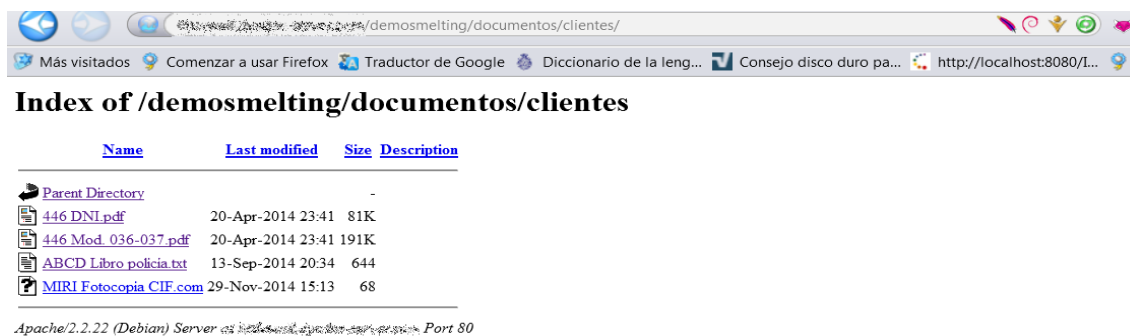 /demosmelting/documentos/clientes/
Más visitados Comenzar a usar Firefox Traductor de Google Diccionario de la leng... Consejo disco duro pa... http://localhost:8080/I...
Index of /demosmelting/documentos/clientes
Name Last modified Size Description
Parent Directory -
446 DNI.pdf 20-Apr-2014 23:41 81K
446 Mod. 036-037.pdf 20-Apr-2014 23:41 191K
ABCD Libro policia.txt 13-Sep-2014 20:34 644
MIRI Fotocopia CIF.com 29-Nov-2014 15:13 68
Apache/2.2.22 (Debian) Server Port 80